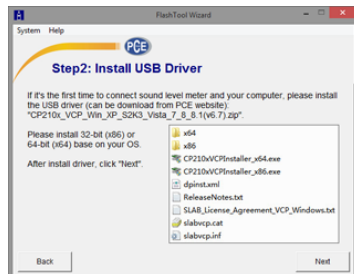 FlashTool Wizard
System Help
PCE
Step2: Install USB Driver
If it's the first time to connect sound level meter and your computer, please install
the USB driver (can be download from PCE website):
"CP210x_VCP_Win_XP_S2K3_Vista_7_8_8.1(v6.7).zip".
Please install 32-bit (x86) or
64-bit (x64) base on your OS.
After install driver, click "Next".
x64
x86
CP210xVCPInstaller_x64.exe
CP210xVCPInstaller_x86.exe
dpinst.xml
ReleaseNotes.txt
SLAB_License_Agreement_VCP_Windows.txt
slabvcp.cat
slabvcp.inf
Back
Next